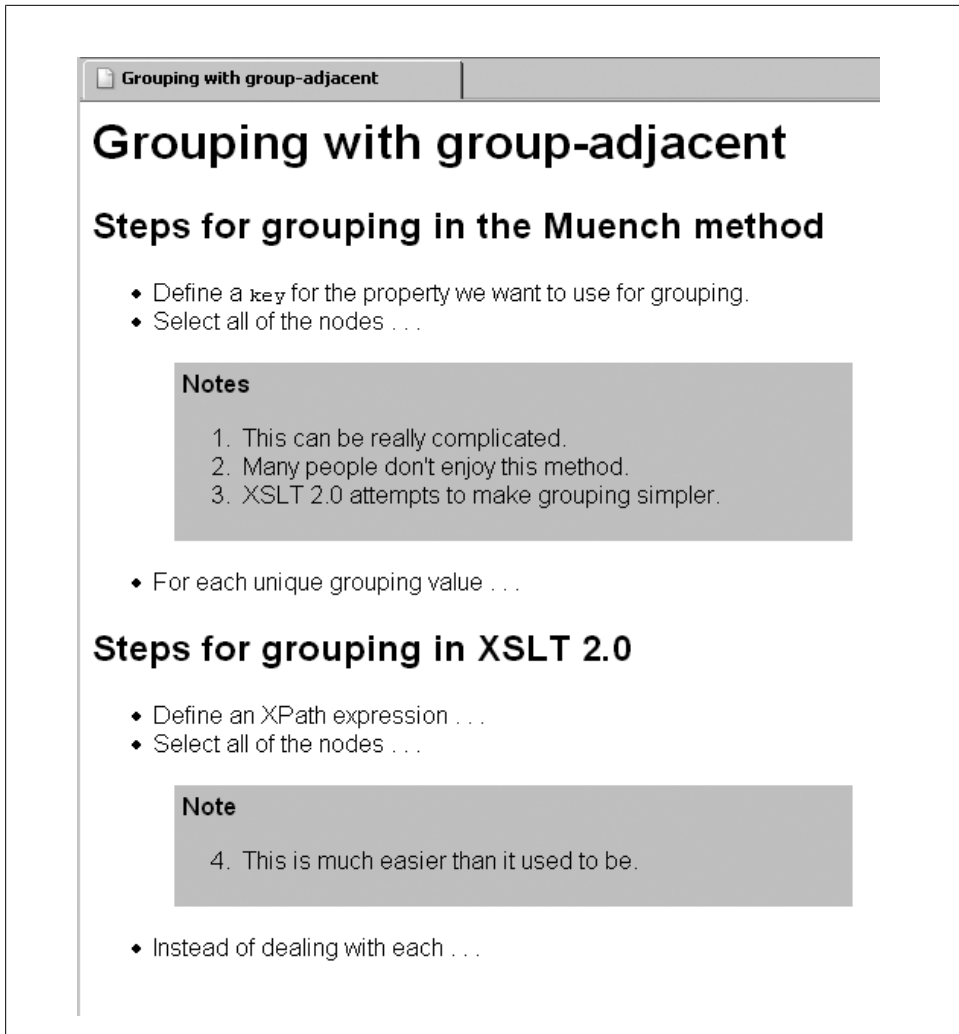 Grouping with group-adjacent
Grouping with group-adjacent
Steps for grouping in the Muench method
• Define a key for the property we want to use for grouping.
• Select all of the nodes . . .
Notes
1. This can be really complicated.
2. Many people don't enjoy this method.
3. XSLT 2.0 attempts to make grouping simpler.
• For each unique grouping value . . .
Steps for grouping in XSLT 2.0
• Define an XPath expression . . .
• Select all of the nodes . . .
Note
4. This is much easier than it used to be.
• Instead of dealing with each . . .